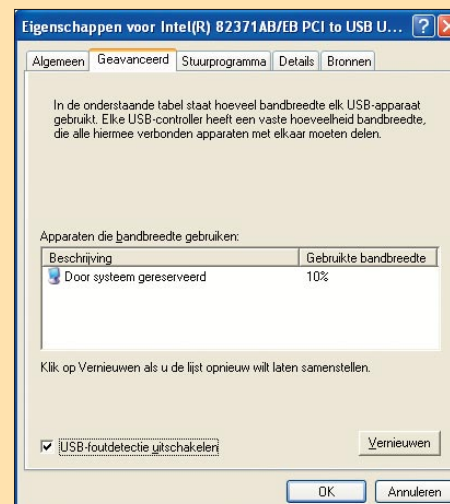 Eigenschappen voor Intel(R) 82371AB/EB PCI to USB U...
Algemeen Geavanceerd Stuurprogramma Details Bronnen
In de onderstaande tabel staat hoeveel bandbreedte elk USB-apparaat
gebruikt. Elke USB-controller heeft een vaste hoeveelheid bandbreedte,
die alle hiermee verbonden apparaten met elkaar moeten delen.
Apparaten die bandbreedte gebruiken:
Beschrijving Gebruikte bandbreedte
Door systeem gereserveerd 10%
Klik op Vernieuwen als u de lijst opnieuw wilt laten samenstellen.
USB-foutdetectie uitschakelen Vernieuwen
OK Annuleren